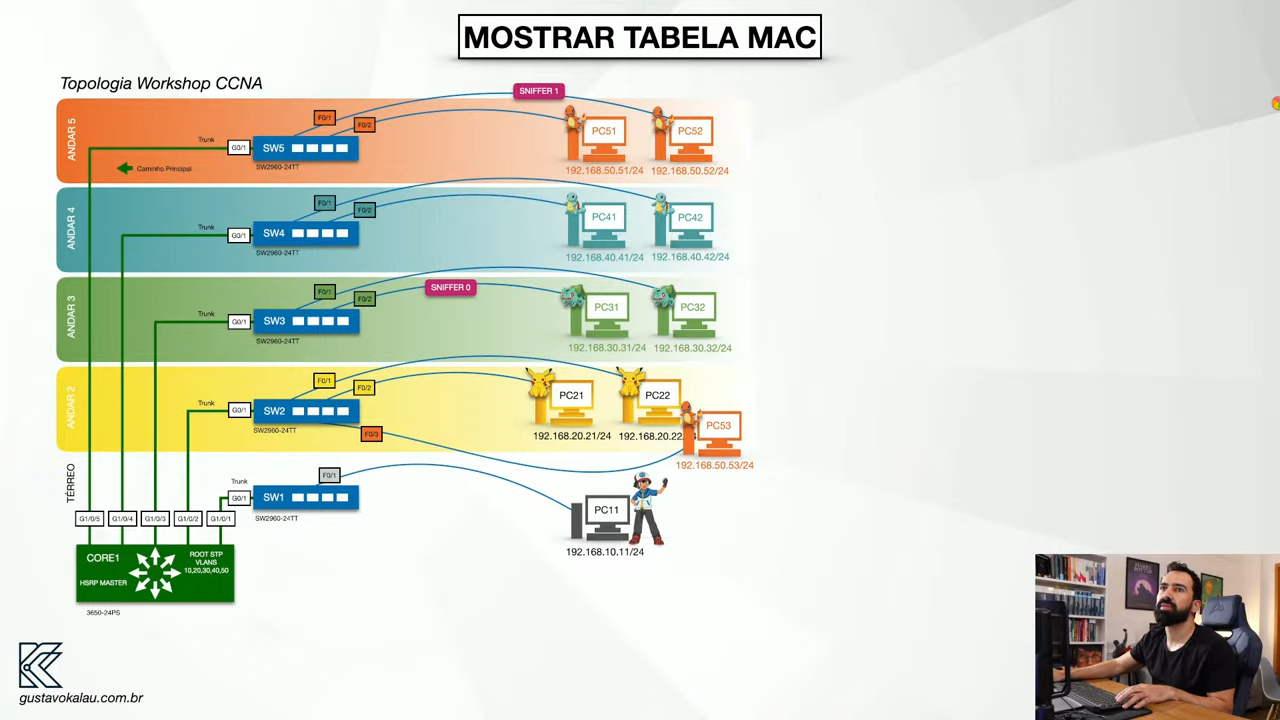 MOSTRAR TABELA MAC
Topologia Workshop CCNA
SNIFFER 1
ANDAR 5
F0/1
F0/2
Trunk
G0/1
SW5
SW2960-24TT
Caminho Principal
PC51
PC52
192.168.50.51/24
192.168.50.52/24
ANDAR 4
F0/1
F0/2
Trunk
G0/1
SW4
SW2960-24TT
PC41
PC42
192.168.40.41/24
192.168.40.42/24
ANDAR 3
F0/1
F0/2
SNIFFER 0
G0/1
Trunk
SW3
SW2960-24TT
PC31
PC32
192.168.30.31/24
192.168.30.32/24
ANDAR 2
F0/1
F0/2
Trunk
G0/1
SW2
SW2960-24TT
F0/3
PC21
PC22
PC53
192.168.20.21/24
192.168.20.22
192.168.50.53/24
TÉRREO
F0/1
Trunk
G0/1
SW1
SW2960-24TT
PC11
192.168.10.11/24
G1/0/5
G1/0/4
G1/0/3
G1/0/2
G1/0/1
CORE1
HSRP MASTER
ROOT STP
VLANS
10,20,30,40,50
3650-24PS
gustavokalau.com.br
HARRY POTTER